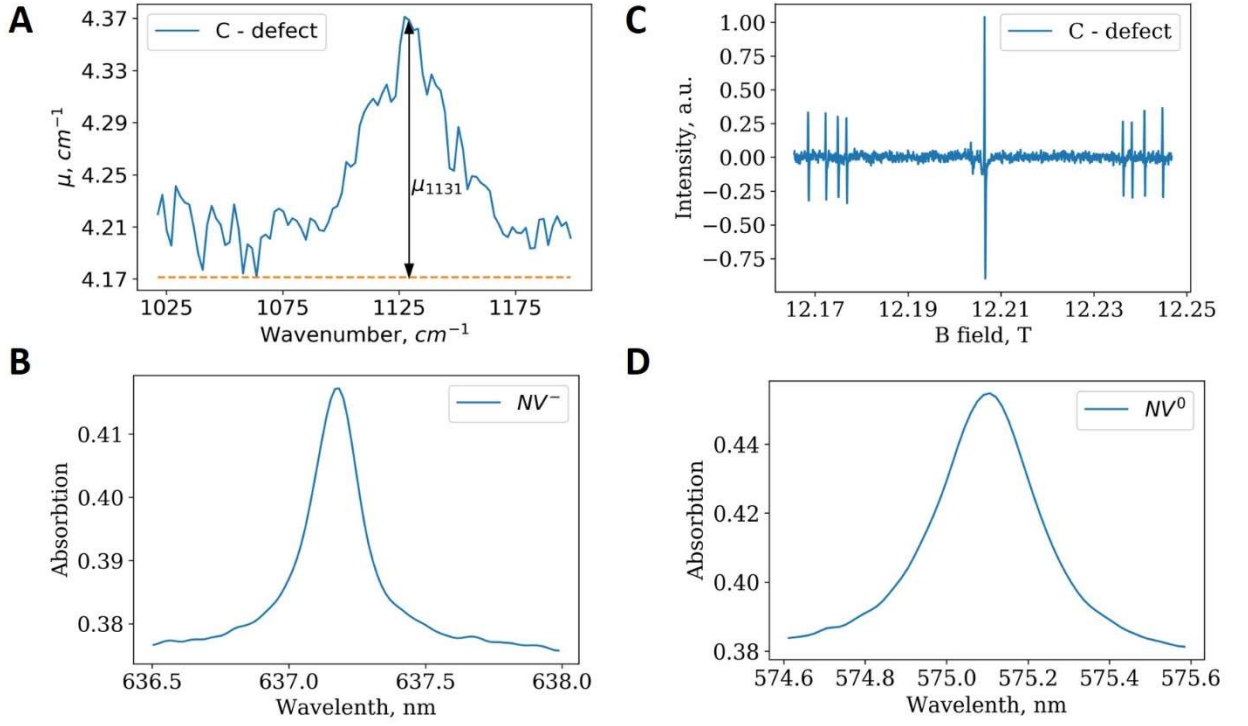 A
4.37
4.33
4.29
4.25
4.21
4.17
μ, cm⁻¹
C - defect
μ₁₁₃₁
1025
1075
1125
1175
Wavenumber, cm⁻¹
C
1.00
0.75
0.50
0.25
0.00
−0.25
−0.50
−0.75
Intensity, a.u.
C - defect
12.17
12.19
12.21
12.23
12.25
B field, T
B
0.41
0.40
0.39
0.38
Absorbtion
NV⁻
636.5
637.0
637.5
638.0
Wavelenth, nm
D
0.44
0.42
0.40
0.38
Absorbtion
NV⁰
574.6
574.8
575.0
575.2
575.4
575.6
Wavelenth, nm